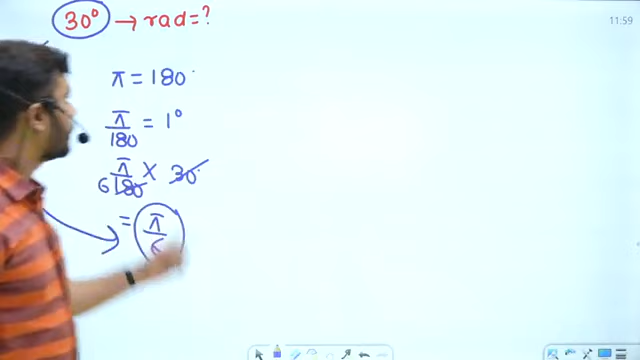 30° → rad = ?
11:59
π = 180°
π/180 = 1°
π/180 × 30°
6
= π/6